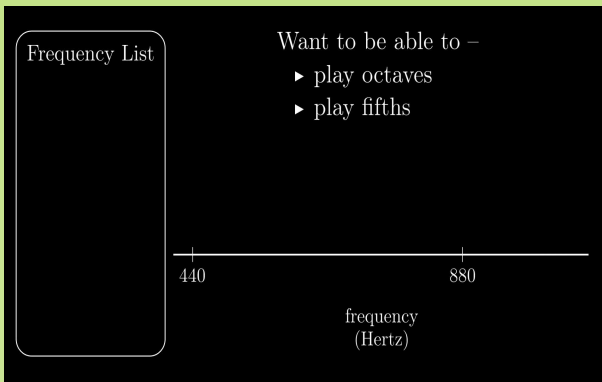 Frequency List
Want to be able to –
▸ play octaves
▸ play fifths
440
880
frequency
(Hertz)